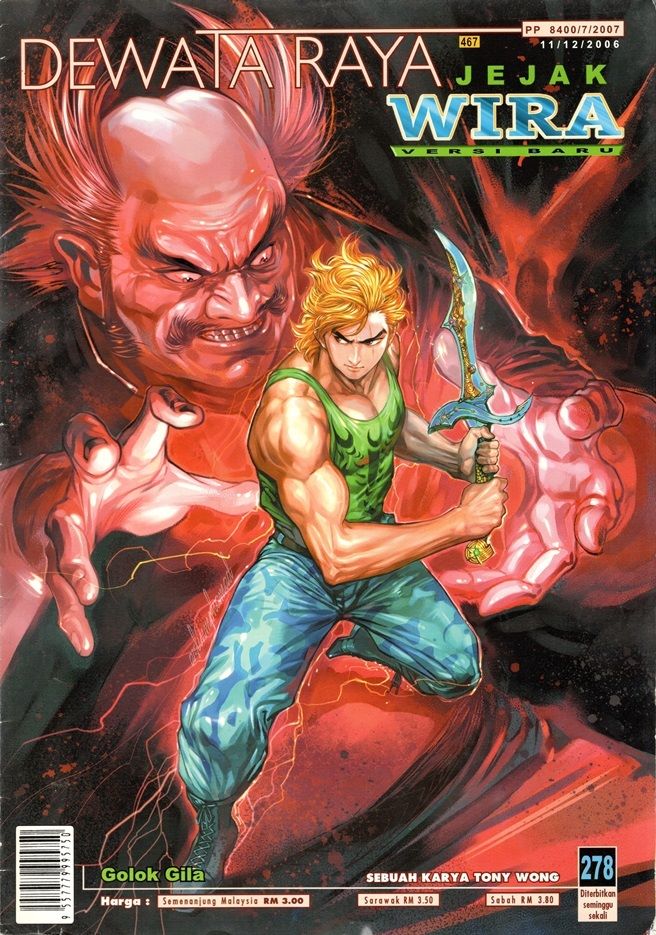 DEWATA RAYA
467
PP 8400/7/2007
11/12/2006
JEJAK
WIRA
VERSI BARU
Golok Gila
SEBUAH KARYA TONY WONG
278
Harga : Semenanjung Malaysia RM 3.00 Sarawak RM 3.50 Sabah RM 3.80
Diterbitkan
seminggu
sekali
9 557779 995750